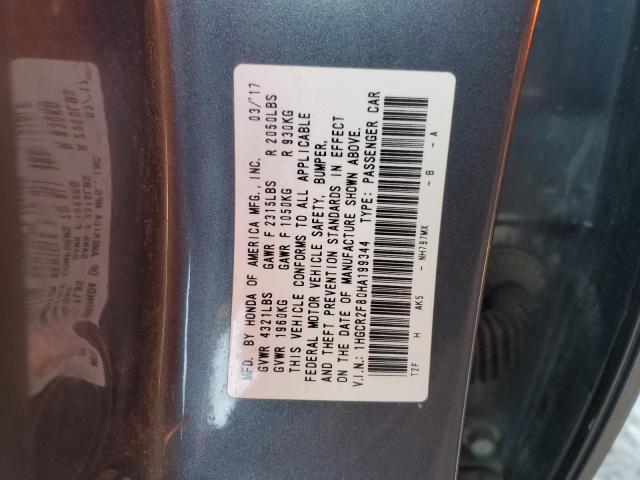 MFD. BY HONDA OF AMERICA MFG., INC. 03/17
GVWR 4321LBS GAWR F 2315LBS R 2050LBS
GVWR 1960KG GAWR F 1050KG R 930KG
THIS VEHICLE CONFORMS TO ALL APPLICABLE
FEDERAL MOTOR VEHICLE SAFETY, BUMPER,
AND THEFT PREVENTION STANDARDS IN EFFECT
ON THE DATE OF MANUFACTURE SHOWN ABOVE.
V.I.N.: 1HGCR2F80HA199344 TYPE: PASSENGER CAR
T2F H AK5 - NH797MX - B - A